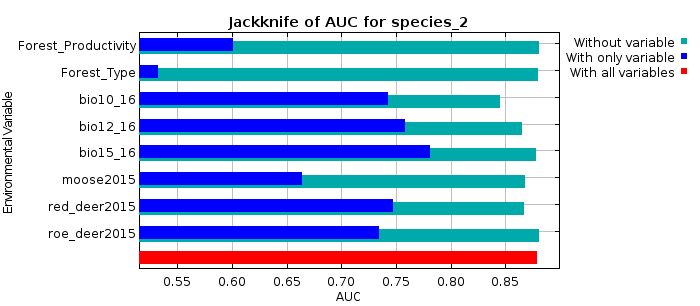 Jackknife of AUC for species_2
Environmental Variable
Forest_Productivity
Forest_Type
bio10_16
bio12_16
bio15_16
moose2015
red_deer2015
roe_deer2015
0.55 0.60 0.65 0.70 0.75 0.80 0.85
AUC
Without variable
With only variable
With all variables